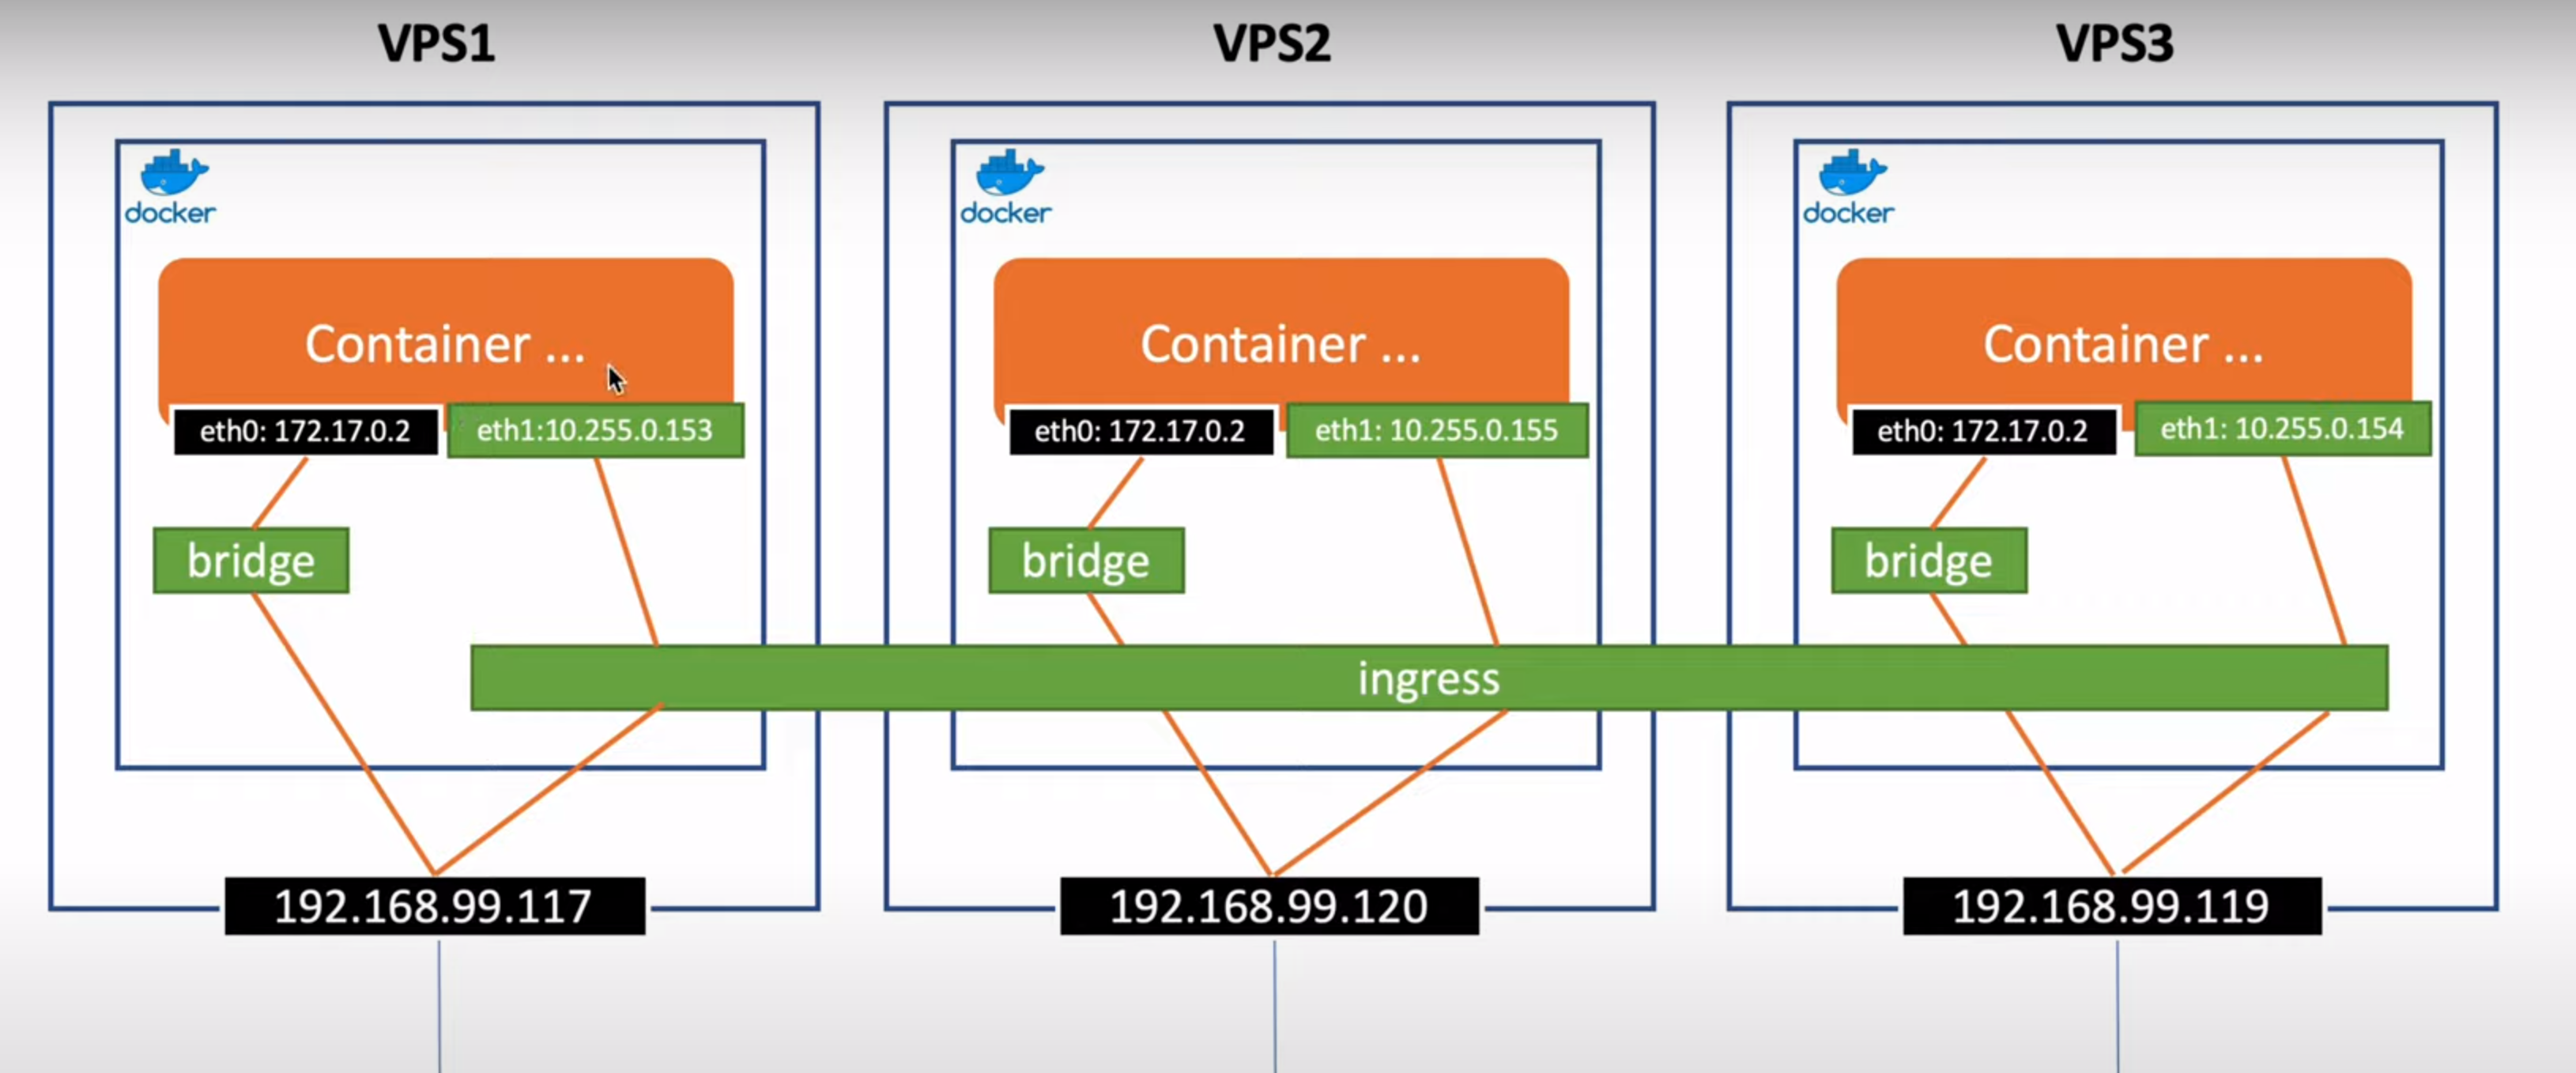 VPS1
VPS2
VPS3
docker
docker
docker
Container ...
Container ...
Container ...
eth0: 172.17.0.2
eth1:10.255.0.153
eth0: 172.17.0.2
eth1: 10.255.0.155
eth0: 172.17.0.2
eth1: 10.255.0.154
bridge
bridge
bridge
ingress
192.168.99.117
192.168.99.120
192.168.99.119